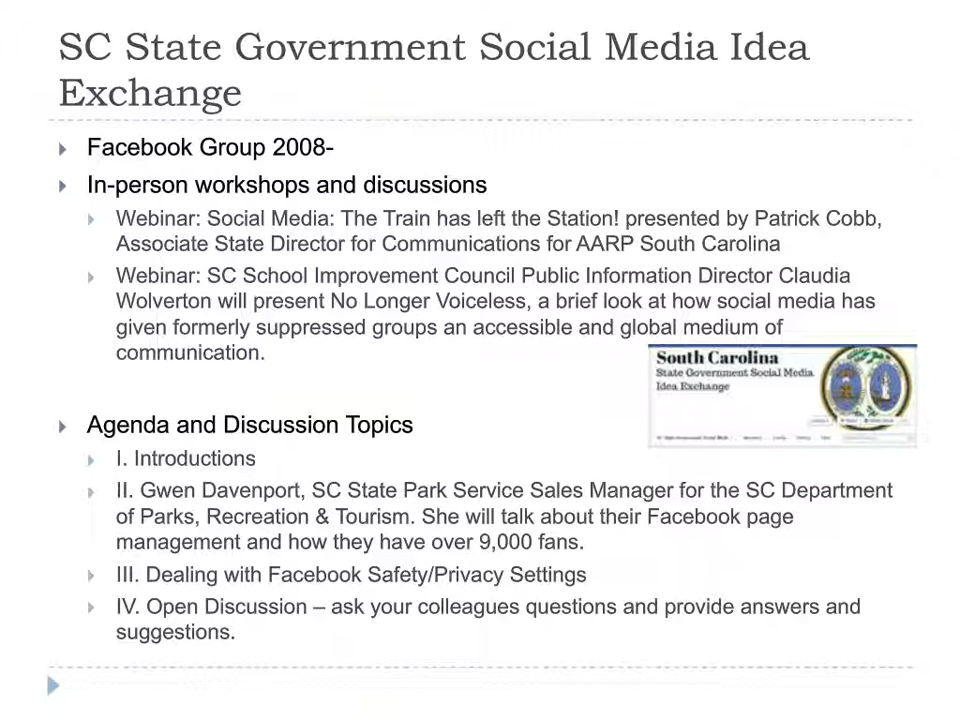 SC State Government Social Media Idea
Exchange
Facebook Group 2008-
In-person workshops and discussions
Webinar: Social Media: The Train has left the Station! presented by Patrick Cobb,
Associate State Director for Communications for AARP South Carolina
Webinar: SC School Improvement Council Public Information Director Claudia
Wolverton will present No Longer Voiceless, a brief look at how social media has
given formerly suppressed groups an accessible and global medium of
communication.
South Carolina
State Government Social Media
Idea Exchange
Agenda and Discussion Topics
I. Introductions
II. Gwen Davenport, SC State Park Service Sales Manager for the SC Department
of Parks, Recreation & Tourism. She will talk about their Facebook page
management and how they have over 9,000 fans.
III. Dealing with Facebook Safety/Privacy Settings
IV. Open Discussion – ask your colleagues questions and provide answers and
suggestions.